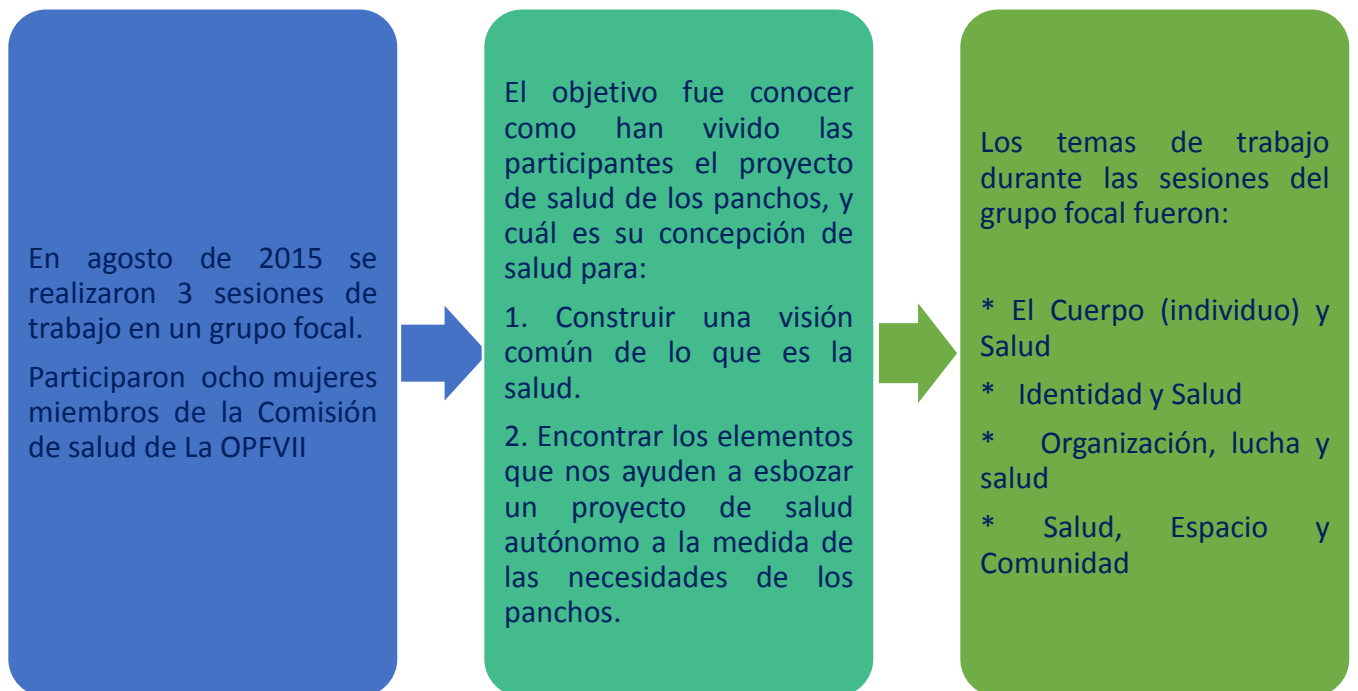 En agosto de 2015 se
realizaron 3 sesiones de
trabajo en un grupo focal.
Participaron ocho mujeres
miembros de la Comisión
de salud de La OPFVII
El objetivo fue conocer
como han vivido las
participantes el proyecto
de salud de los panchos, y
cuál es su concepción de
salud para:
1. Construir una visión
común de lo que es la
salud.
2. Encontrar los elementos
que nos ayuden a esbozar
un proyecto de salud
autónomo a la medida de
las necesidades de los
panchos.
Los temas de trabajo
durante las sesiones del
grupo focal fueron:
* El Cuerpo (individuo) y
Salud
* Identidad y Salud
* Organización, lucha y
salud
* Salud, Espacio y
Comunidad